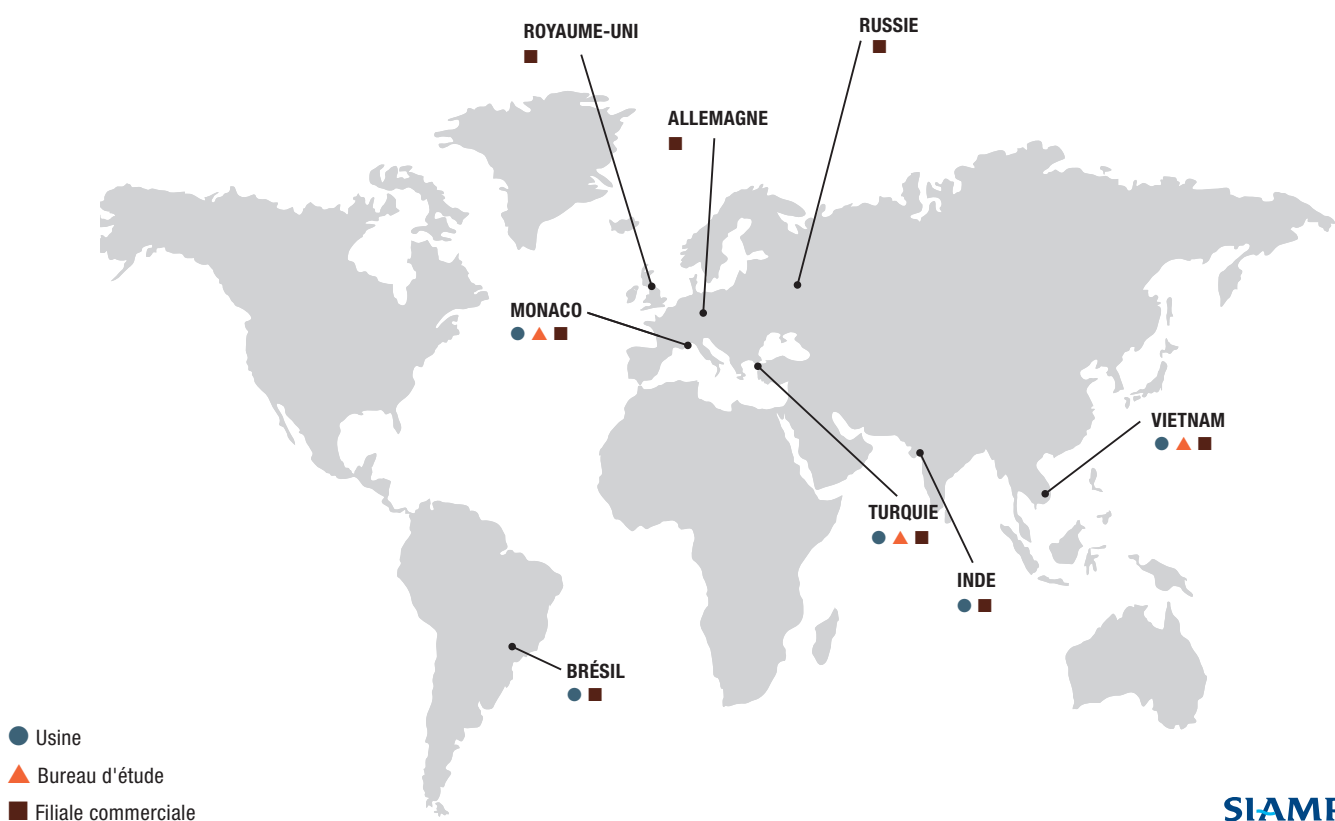 ROYAUME-UNI
RUSSIE
ALLEMAGNE
MONACO
VIETNAM
TURQUIE
INDE
BRÉSIL
Usine
Bureau d'étude
Filiale commerciale
SIAMP